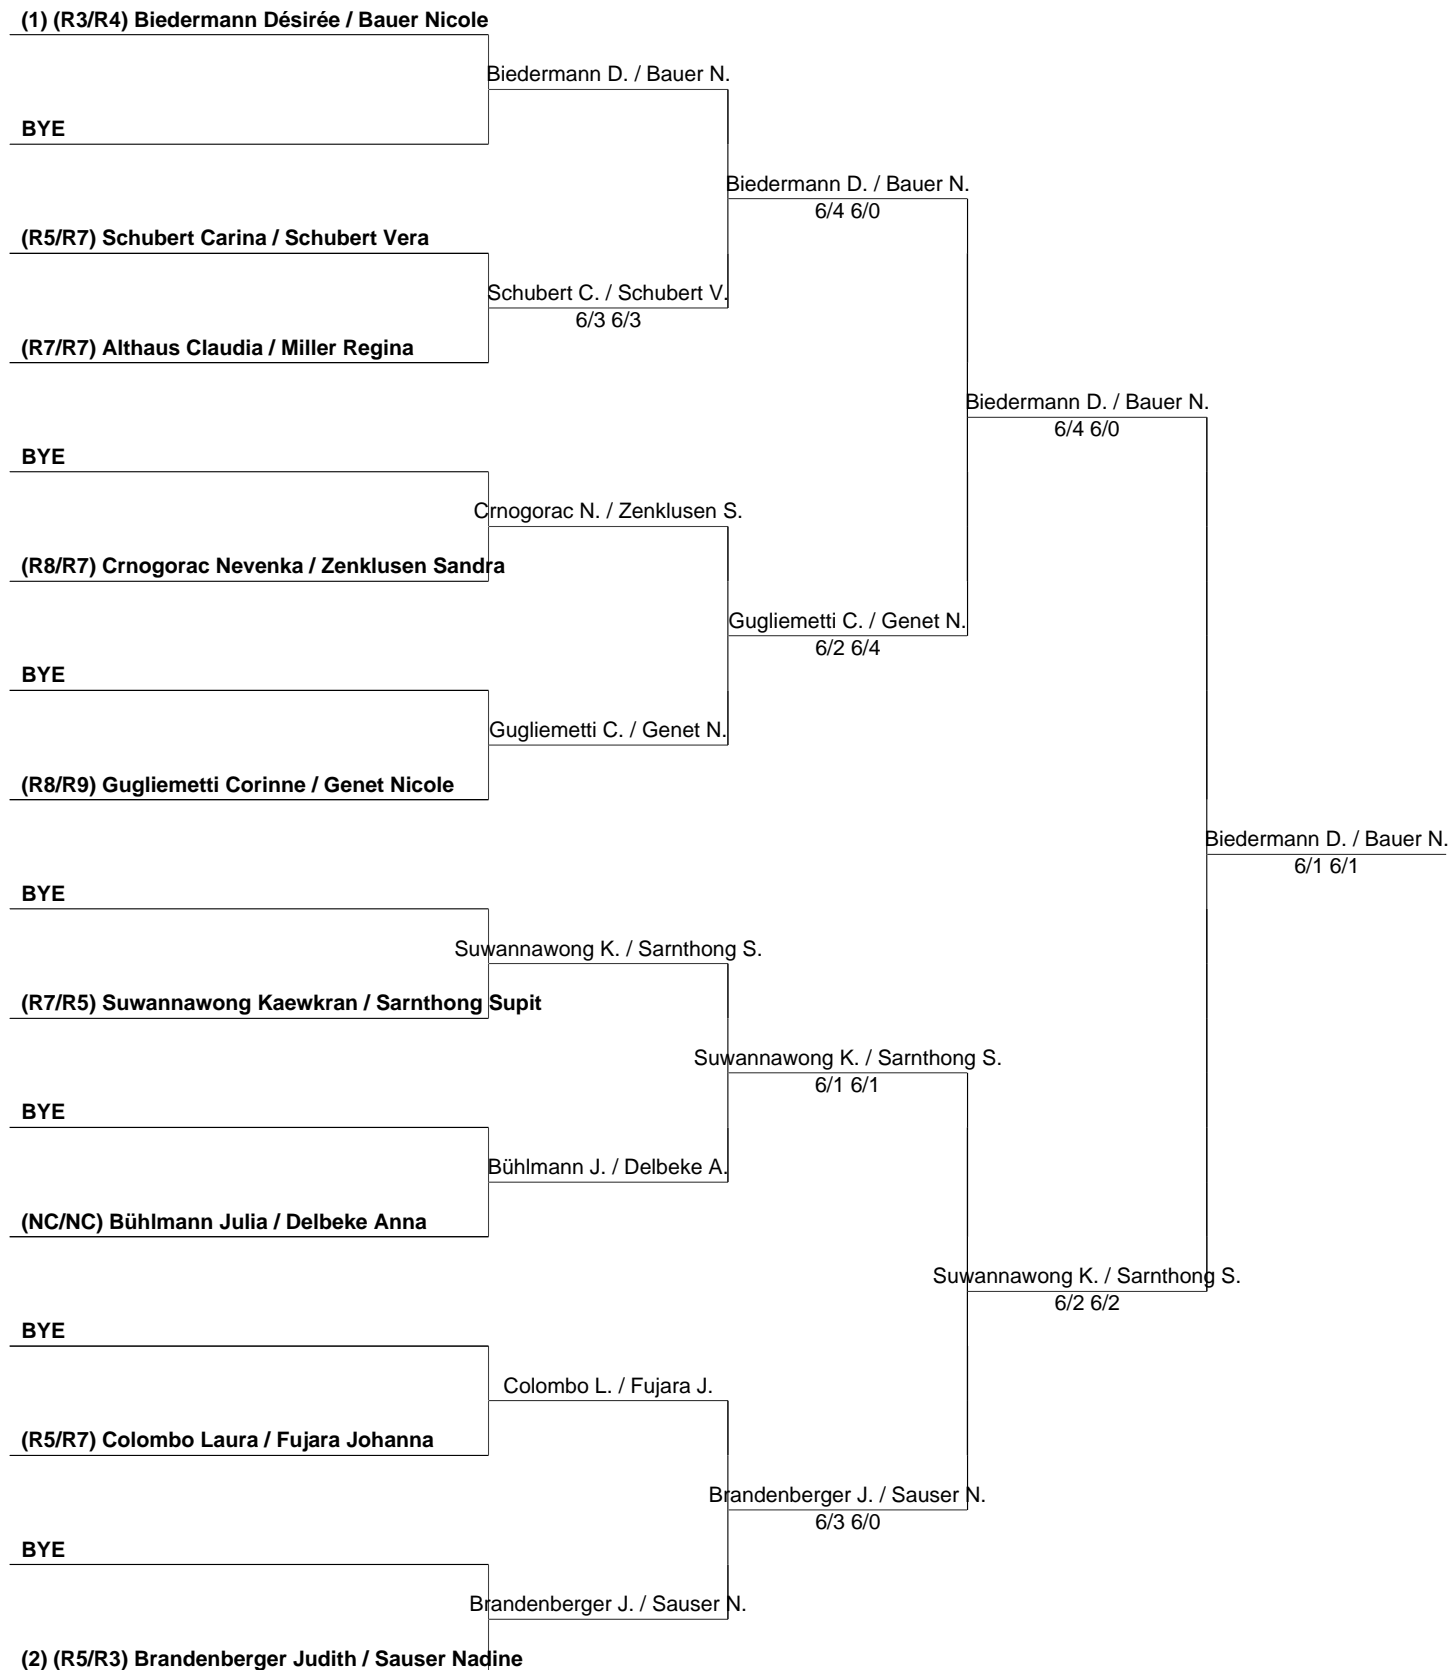 (1) (R3/R4) Biedermann Désirée / Bauer Nicole
Biedermann D. / Bauer N.
BYE
Biedermann D. / Bauer N.
6/4 6/0
(R5/R7) Schubert Carina / Schubert Vera
Schubert C. / Schubert V.
6/3 6/3
(R7/R7) Althaus Claudia / Miller Regina
Biedermann D. / Bauer N.
6/4 6/0
BYE
Crnogorac N. / Zenklusen S.
(R8/R7) Crnogorac Nevenka / Zenklusen Sandra
Gugliemetti C. / Genet N.
6/2 6/4
BYE
Gugliemetti C. / Genet N.
(R8/R9) Gugliemetti Corinne / Genet Nicole
Biedermann D. / Bauer N.
6/1 6/1
BYE
Suwannawong K. / Sarnthong S.
(R7/R5) Suwannawong Kaewkran / Sarnthong Supit
Suwannawong K. / Sarnthong S.
6/1 6/1
BYE
Bühlmann J. / Delbeke A.
(NC/NC) Bühlmann Julia / Delbeke Anna
Suwannawong K. / Sarnthong S.
6/2 6/2
BYE
Colombo L. / Fujara J.
(R5/R7) Colombo Laura / Fujara Johanna
Brandenberger J. / Sauser N.
6/3 6/0
BYE
Brandenberger J. / Sauser N.
(2) (R5/R3) Brandenberger Judith / Sauser Nadine